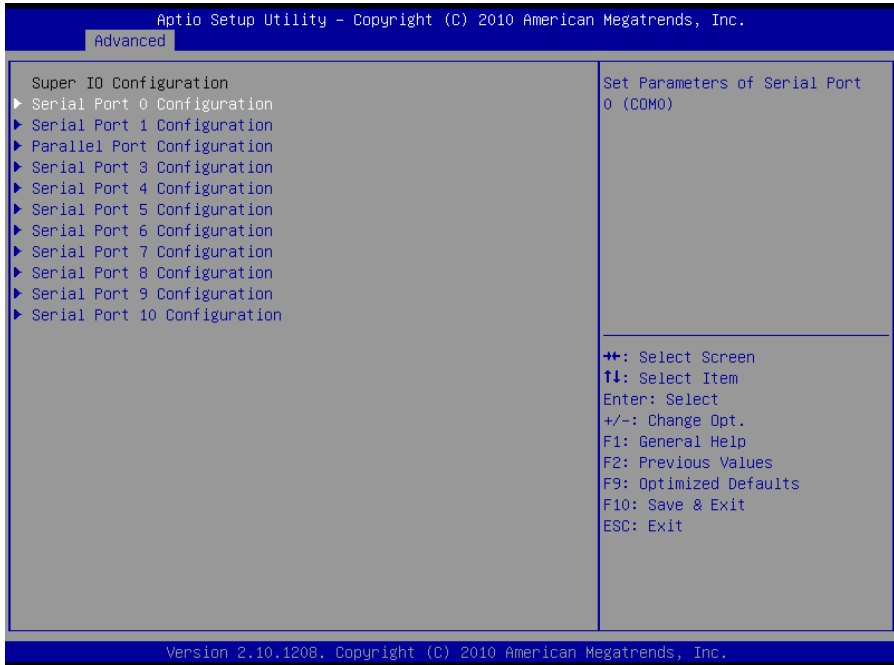 Aptio Setup Utility – Copyright (C) 2010 American Megatrends, Inc.
Advanced
Super IO Configuration
Serial Port 0 Configuration
Serial Port 1 Configuration
Parallel Port Configuration
Serial Port 3 Configuration
Serial Port 4 Configuration
Serial Port 5 Configuration
Serial Port 6 Configuration
Serial Port 7 Configuration
Serial Port 8 Configuration
Serial Port 9 Configuration
Serial Port 10 Configuration
Set Parameters of Serial Port
0 (COM0)
→←: Select Screen
↑↓: Select Item
Enter: Select
+/-: Change Opt.
F1: General Help
F2: Previous Values
F9: Optimized Defaults
F10: Save & Exit
ESC: Exit
Version 2.10.1208. Copyright (C) 2010 American Megatrends, Inc.